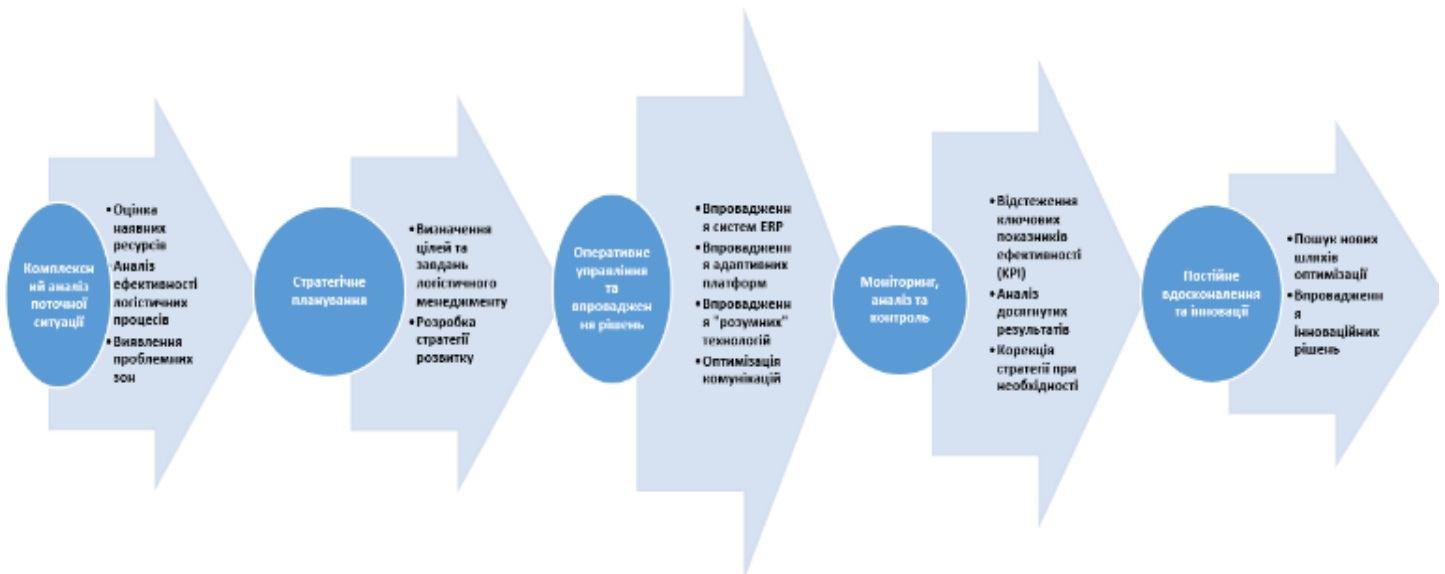 Комплексн
ий аналіз
поточної
ситуації
• Оцінка
наявних
ресурсів
• Аналіз
ефективності
логістичних
процесів
• Виявлення
проблемних
зон
Стратегічне
планування
• Визначення
цілей та
завдань
логістичного
менеджменту
• Розробка
стратегії
розвитку
Оперативне
управління
та
впроваджен
ня рішень
• Впровадженн
я систем ERP
• Впровадженн
я адаптивних
платформ
• Впровадженн
я "розумних"
технологій
• Оптимізація
комунікацій
Моніторинг,
аналіз та
контроль
• Відстеження
ключових
показників
ефективності
(KPI)
• Аналіз
досягнутих
результатів
• Корекція
стратегії при
необхідності
Постійне
вдосконалення
та інновації
• Пошук нових
шляхів
оптимізації
• Впровадженн
я
інноваційних
рішень